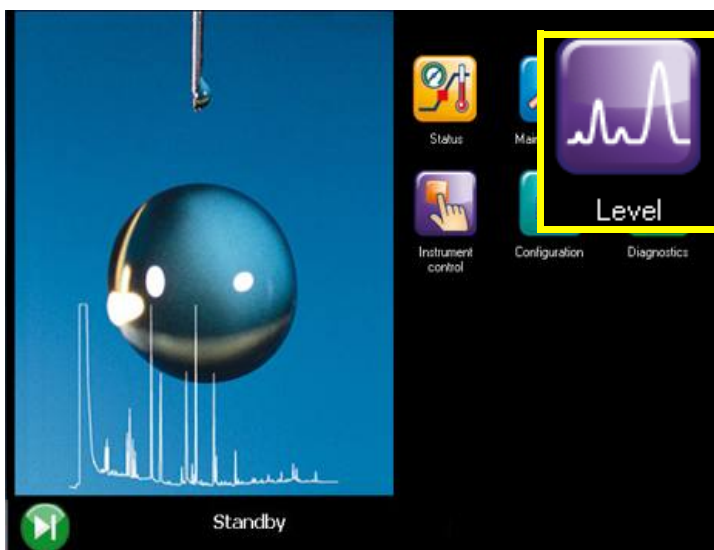 Status
Level
Instrument
control
Configuration
Diagnostics
Standby